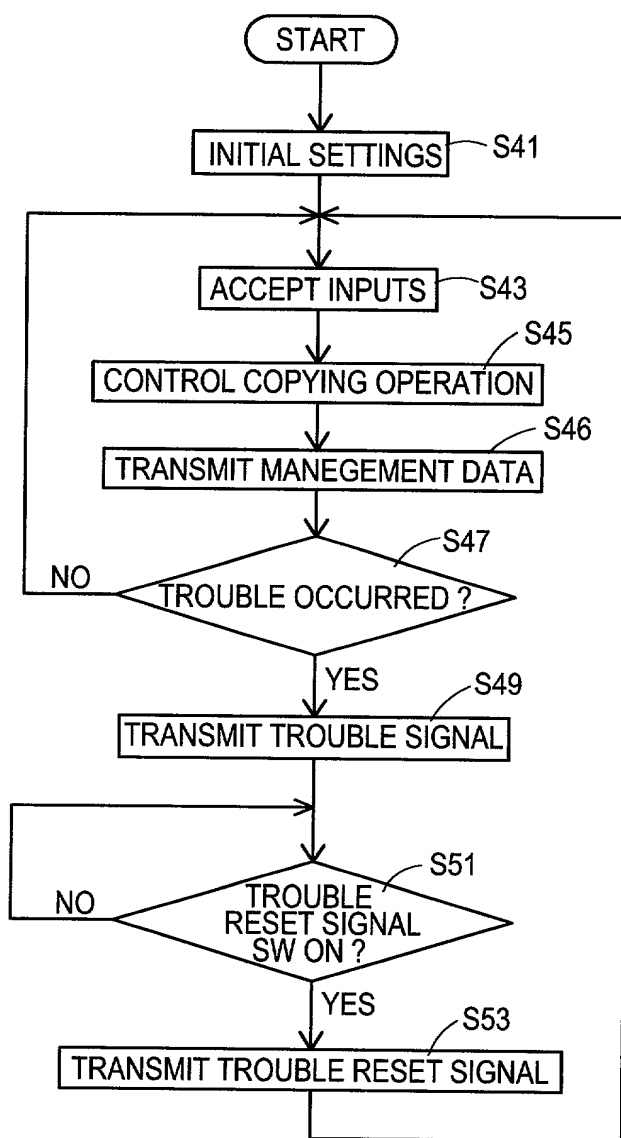 START
INITIAL SETTINGS
S41
ACCEPT INPUTS
S43
S45
CONTROL COPYING OPERATION
S46
TRANSMIT MANEGEMENT DATA
S47
NO
TROUBLE OCCURRED ?
YES
S49
TRANSMIT TROUBLE SIGNAL
S51
NO
TROUBLE
RESET SIGNAL
SW ON ?
YES
S53
TRANSMIT TROUBLE RESET SIGNAL